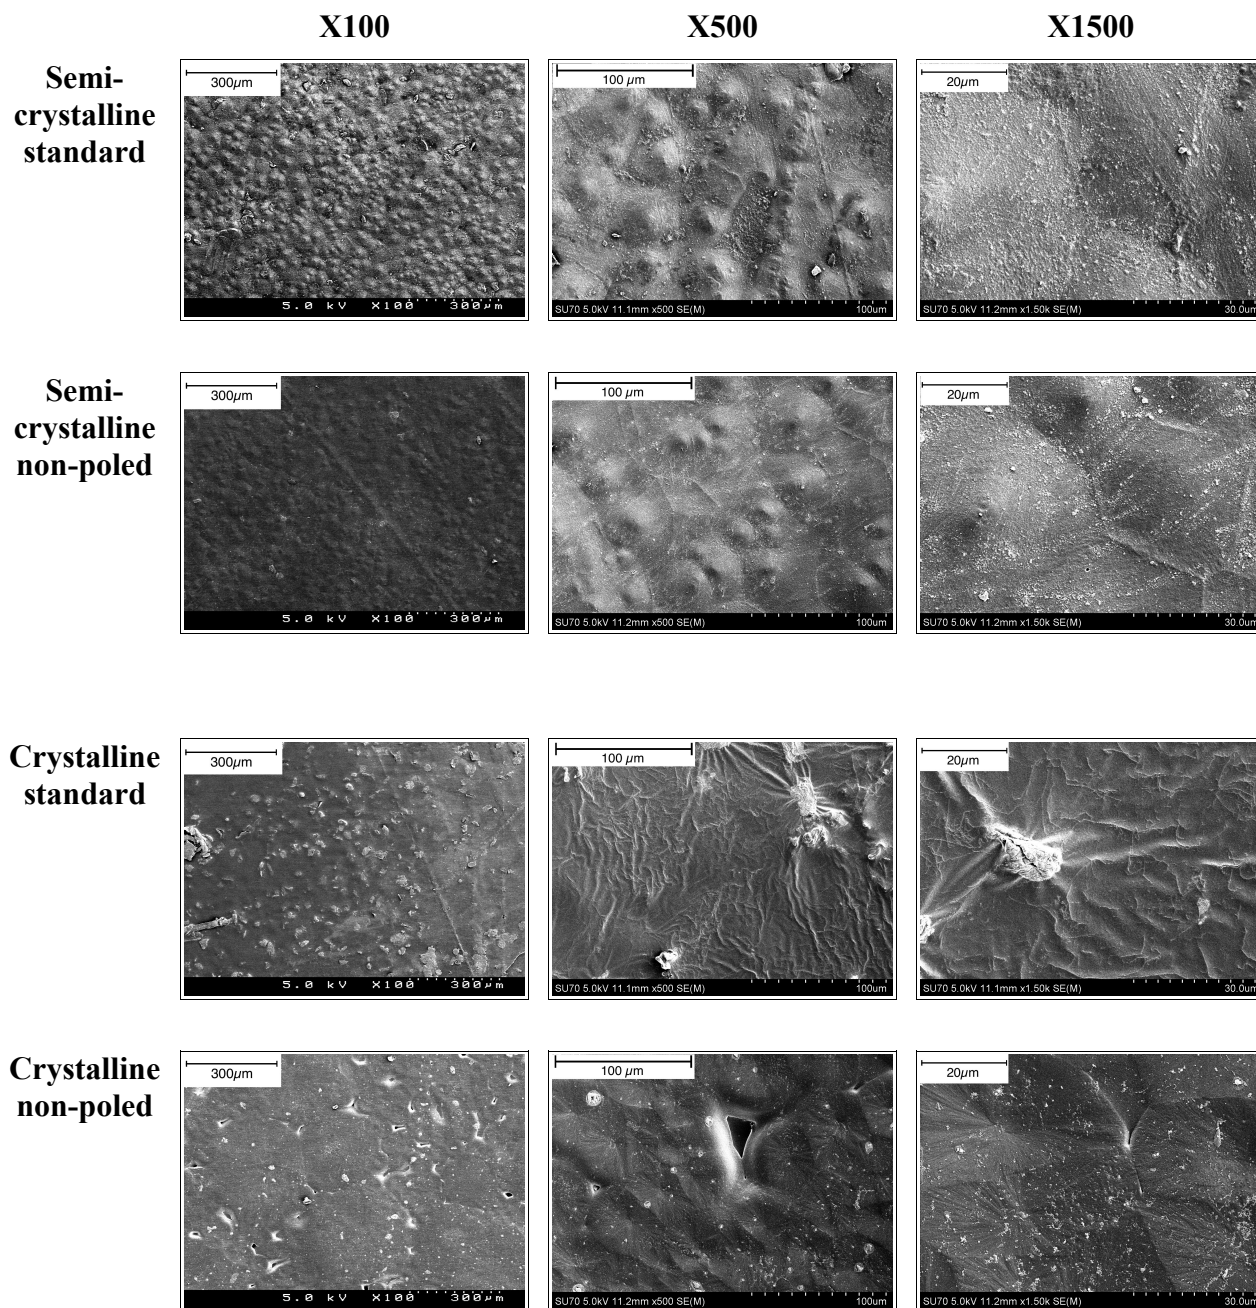 X100 X500 X1500
Semi-
crystalline
standard
300µm
100 µm
20µm
5.0 kV X100 300µm
SU70 5.0kV 11.1mm x500 SE(M) 100um
SU70 5.0kV 11.2mm x1.50k SE(M) 30.0um
Semi-
crystalline
non-poled
300µm
100 µm
20µm
5.0 kV X100 300µm
SU70 5.0kV 11.2mm x500 SE(M) 100um
SU70 5.0kV 11.2mm x1.50k SE(M) 30.0um
Crystalline
standard
300µm
100 µm
20µm
5.0 kV X100 300µm
SU70 5.0kV 11.1mm x500 SE(M) 100um
SU70 5.0kV 11.1mm x1.50k SE(M) 30.0um
Crystalline
non-poled
300µm
100 µm
20µm
5.0 kV X100 300µm
SU70 5.0kV 11.2mm x500 SE(M) 100um
SU70 5.0kV 11.2mm x1.50k SE(M) 30.0um